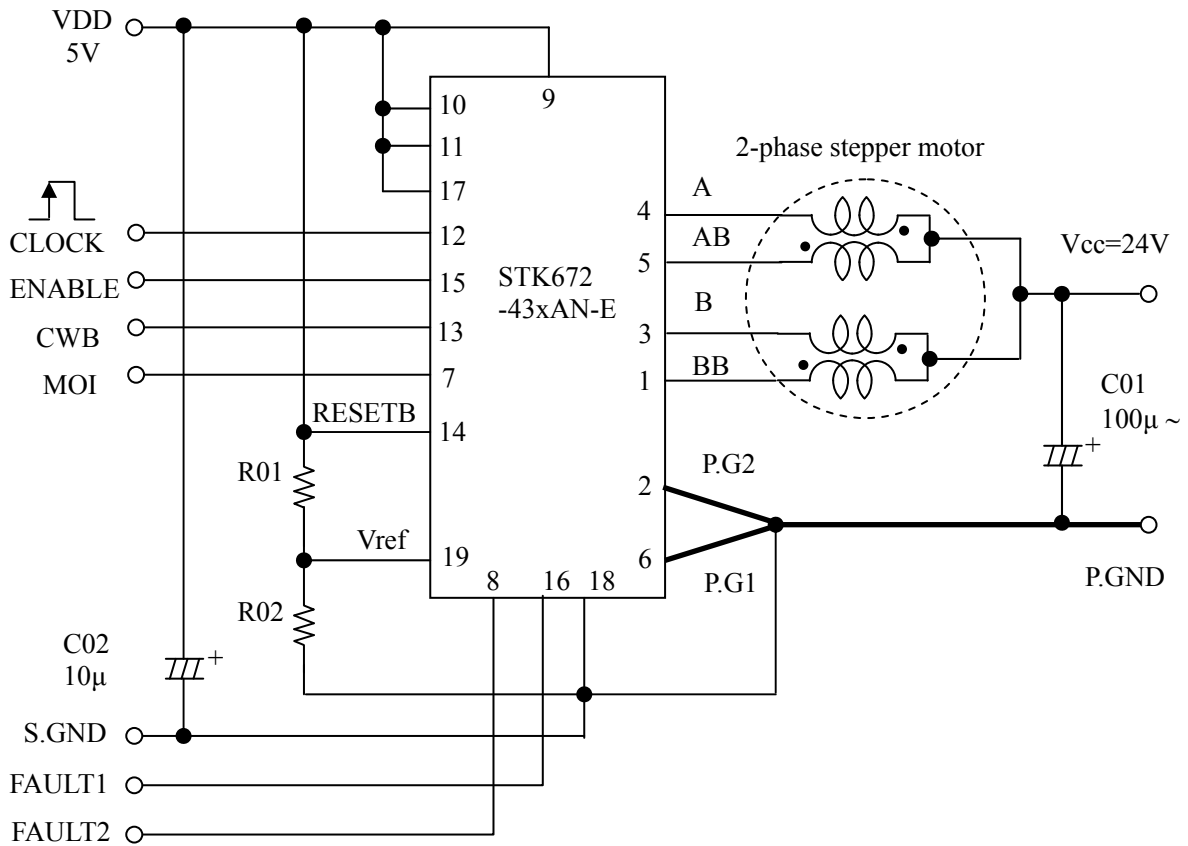 VDD
5V
9
10
11
17
CLOCK
12
ENABLE
15
CWB
13
MOI
7
RESETB
14
R01
Vref
19
R02
8
16
18
C02
10µ
+
S.GND
FAULT1
FAULT2
STK672
-43xAN-E
2-phase stepper motor
A
4
AB
5
B
3
BB
1
Vcc=24V
C01
100µ ~
+
P.G2
2
6
P.G1
P.GND